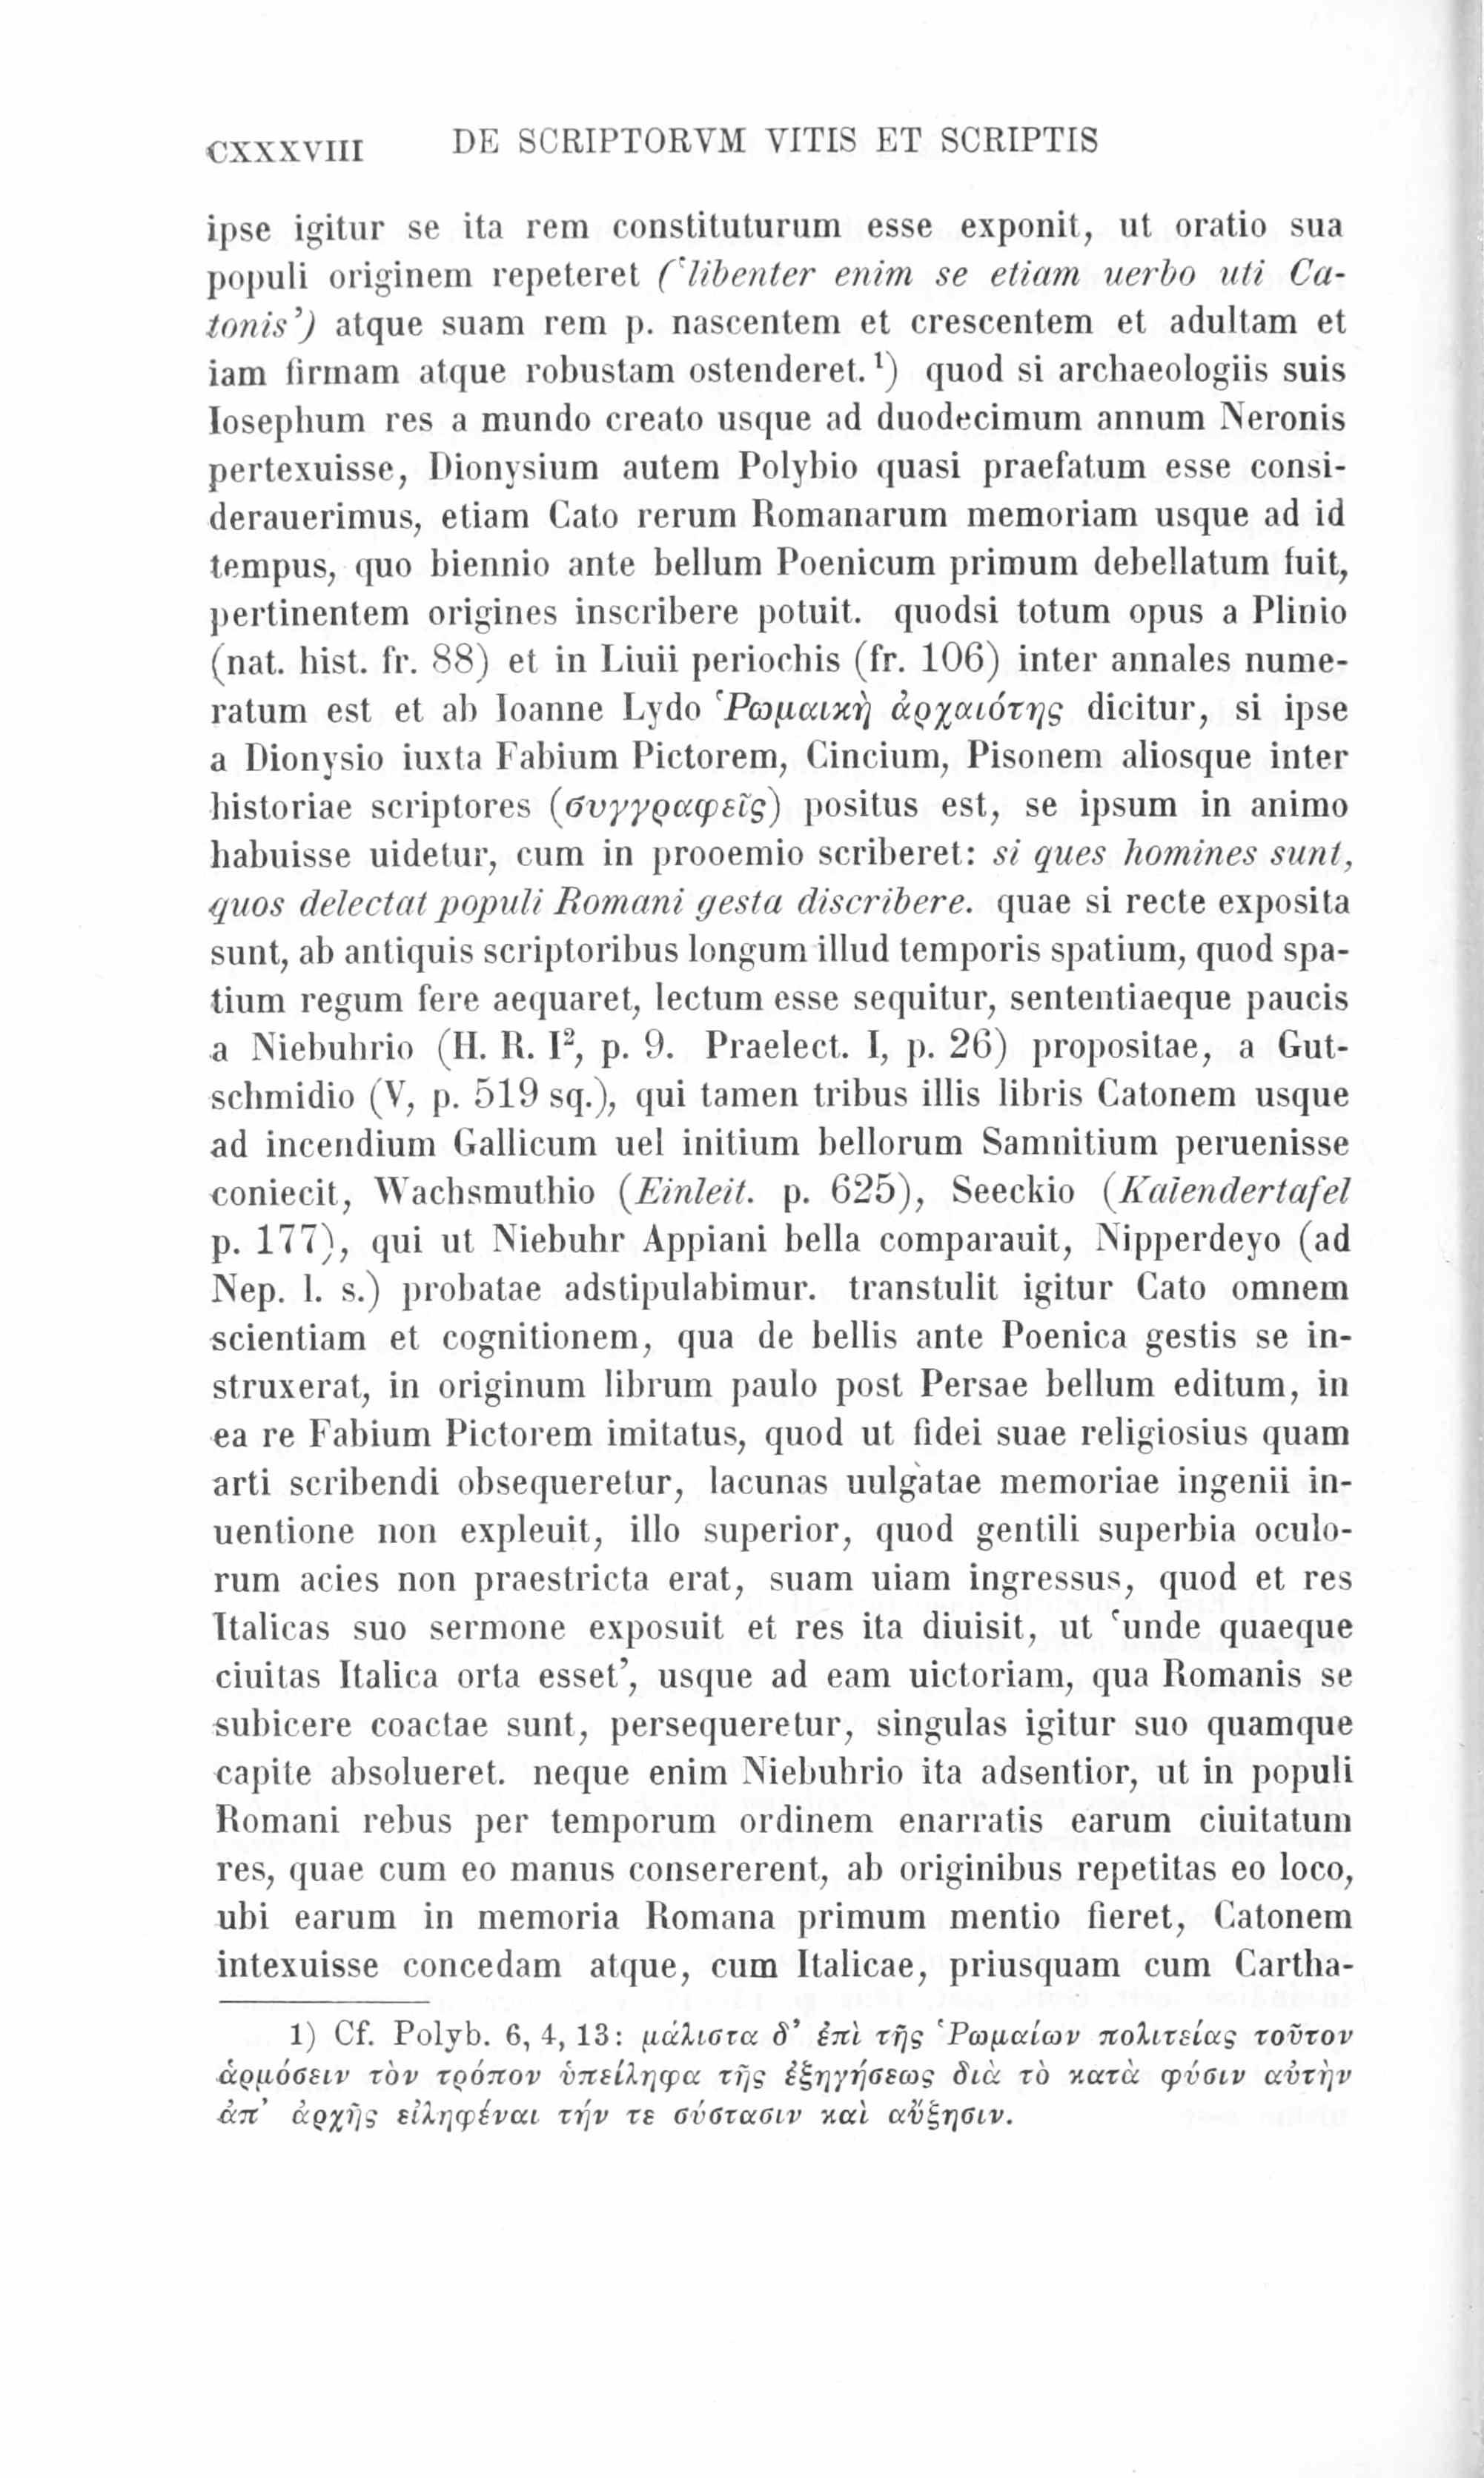 CXXXVIII DE SCRIPTORVM VITIS ET SCRIPTIS
ipse igitur se ita rem constituturum esse exponit, ut oratio sua
populi originem repeteret (‘libenter enim se etiam uerbo uti Ca-
tonis’) atque suam rem p. nascentem et crescentem et adultam et
iam firmam atque robustam ostenderet.¹) quod si archaeologiis suis
Iosephum res a mundo creato usque ad duodecimum annum Neronis
pertexuisse, Dionysium autem Polybio quasi praefatum esse consi-
derauerimus, etiam Cato rerum Romanarum memoriam usque ad id
tempus, quo biennio ante bellum Poenicum primum debellatum fuit,
pertinentem origines inscribere potuit. quodsi totum opus a Plinio
(nat. hist. fr. 88) et in Liuii periochis (fr. 106) inter annales nume-
ratum est et ab Ioanne Lydo Ῥωμαικὴ ἀρχαιότης dicitur, si ipse
a Dionysio iuxta Fabium Pictorem, Cincium, Pisonem aliosque inter
historiae scriptores (συγγραφεῖς) positus est, se ipsum in animo
habuisse uidetur, cum in prooemio scriberet: si ques homines sunt,
quos delectat populi Romani gesta discribere. quae si recte exposita
sunt, ab antiquis scriptoribus longum illud temporis spatium, quod spa-
tium regum fere aequaret, lectum esse sequitur, sententiaeque paucis
a Niebuhrio (H. R. I², p. 9. Praelect. I, p. 26) propositae, a Gut-
schmidio (V, p. 519 sq.), qui tamen tribus illis libris Catonem usque
ad incendium Gallicum uel initium bellorum Samnitium peruenisse
coniecit, Wachsmuthio (Einleit. p. 625), Seeckio (Kalendertafel
p. 177), qui ut Niebuhr Appiani bella comparauit, Nipperdeyo (ad
Nep. l. s.) probatae adstipulabimur. transtulit igitur Cato omnem
scientiam et cognitionem, qua de bellis ante Poenica gestis se in-
struxerat, in originum librum paulo post Persae bellum editum, in
ea re Fabium Pictorem imitatus, quod ut fidei suae religiosius quam
arti scribendi obsequeretur, lacunas uulgatae memoriae ingenii in-
uentione non expleuit, illo superior, quod gentili superbia oculo-
rum acies non praestricta erat, suam uiam ingressus, quod et res
Italicas suo sermone exposuit et res ita diuisit, ut ‘unde quaeque
ciuitas Italica orta esset’, usque ad eam uictoriam, qua Romanis se
subicere coactae sunt, persequeretur, singulas igitur suo quamque
capite absolueret. neque enim Niebuhrio ita adsentior, ut in populi
Romani rebus per temporum ordinem enarratis earum ciuitatum
res, quae cum eo manus consererent, ab originibus repetitas eo loco,
ubi earum in memoria Romana primum mentio fieret, Catonem
intexuisse concedam atque, cum Italicae, priusquam cum Cartha-
1) Cf. Polyb. 6, 4, 13: μάλιστα δ’ ἐπὶ τῆς Ῥωμαίων πολιτείας τοῦτον
ἁρμόσειν τὸν τρόπον ὑπείληφα τῆς ἐξηγήσεως διὰ τὸ κατὰ φύσιν αὐτὴν
ἀπ’ ἀρχῆς εἰληφέναι τήν τε σύστασιν καὶ αὔξησιν.